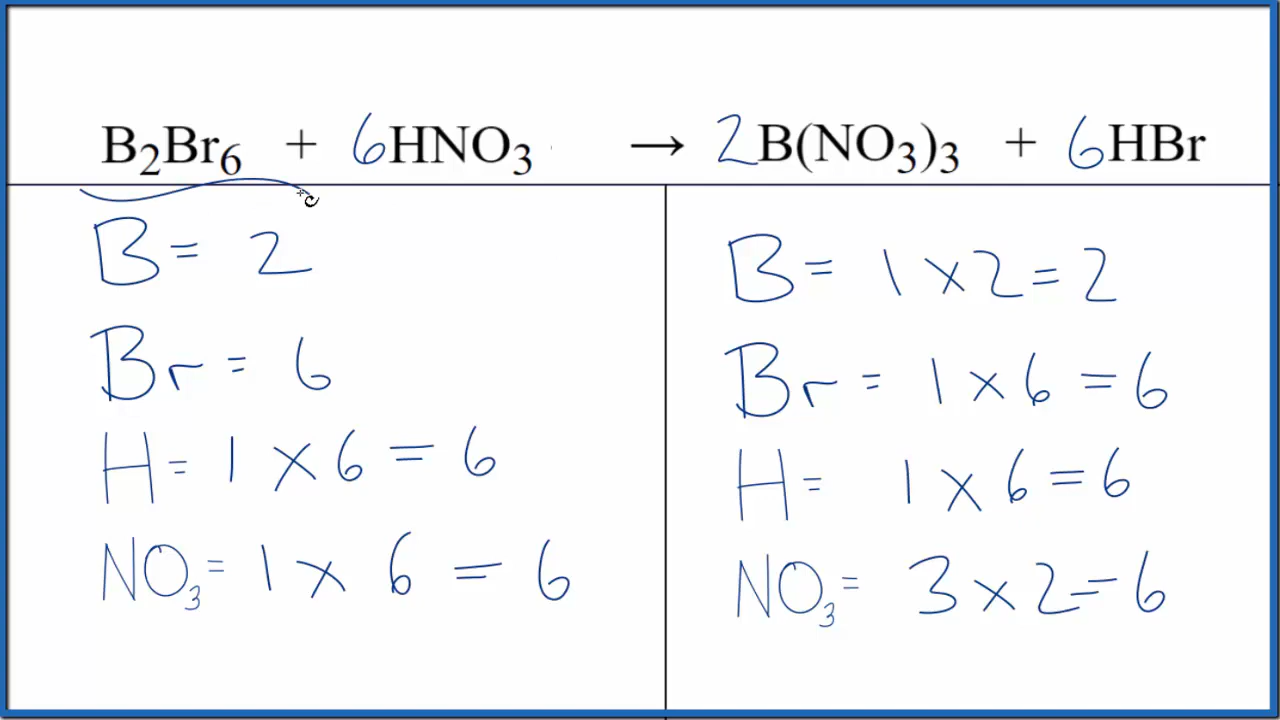 B₂Br₆ + 6HNO₃ → 2B(NO₃)₃ + 6HBr
B = 2
Br = 6
H = 1 × 6 = 6
NO₃ = 1 × 6 = 6
B = 1 × 2 = 2
Br = 1 × 6 = 6
H = 1 × 6 = 6
NO₃ = 3 × 2 = 6